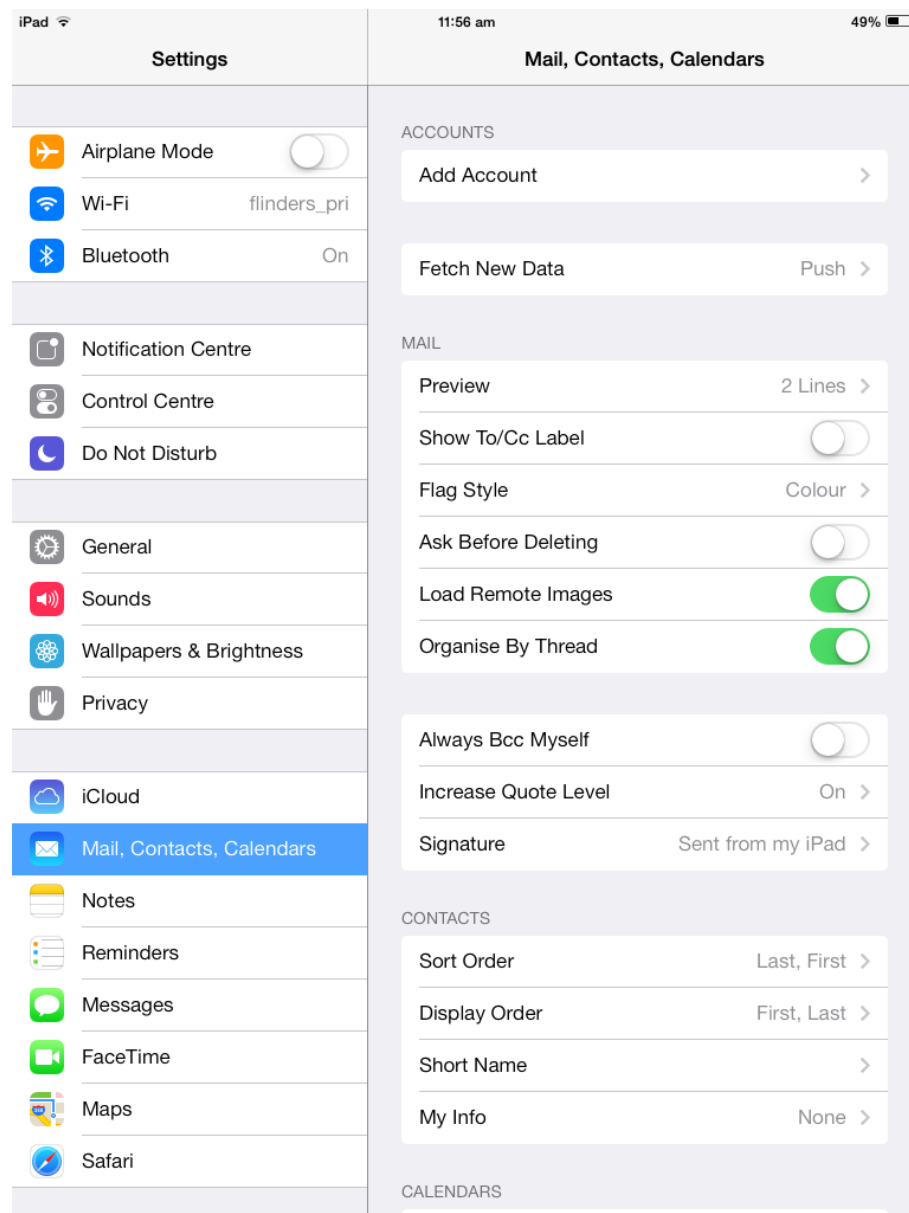 iPad 11:56 am 49%
Settings
Airplane Mode
Wi-Fi flinders_pri
Bluetooth On
Notification Centre
Control Centre
Do Not Disturb
General
Sounds
Wallpapers & Brightness
Privacy
iCloud
Mail, Contacts, Calendars
Notes
Reminders
Messages
FaceTime
Maps
Safari
Mail, Contacts, Calendars
ACCOUNTS
Add Account
Fetch New Data Push
MAIL
Preview 2 Lines
Show To/Cc Label
Flag Style Colour
Ask Before Deleting
Load Remote Images
Organise By Thread
Always Bcc Myself
Increase Quote Level On
Signature Sent from my iPad
CONTACTS
Sort Order Last, First
Display Order First, Last
Short Name
My Info None
CALENDARS